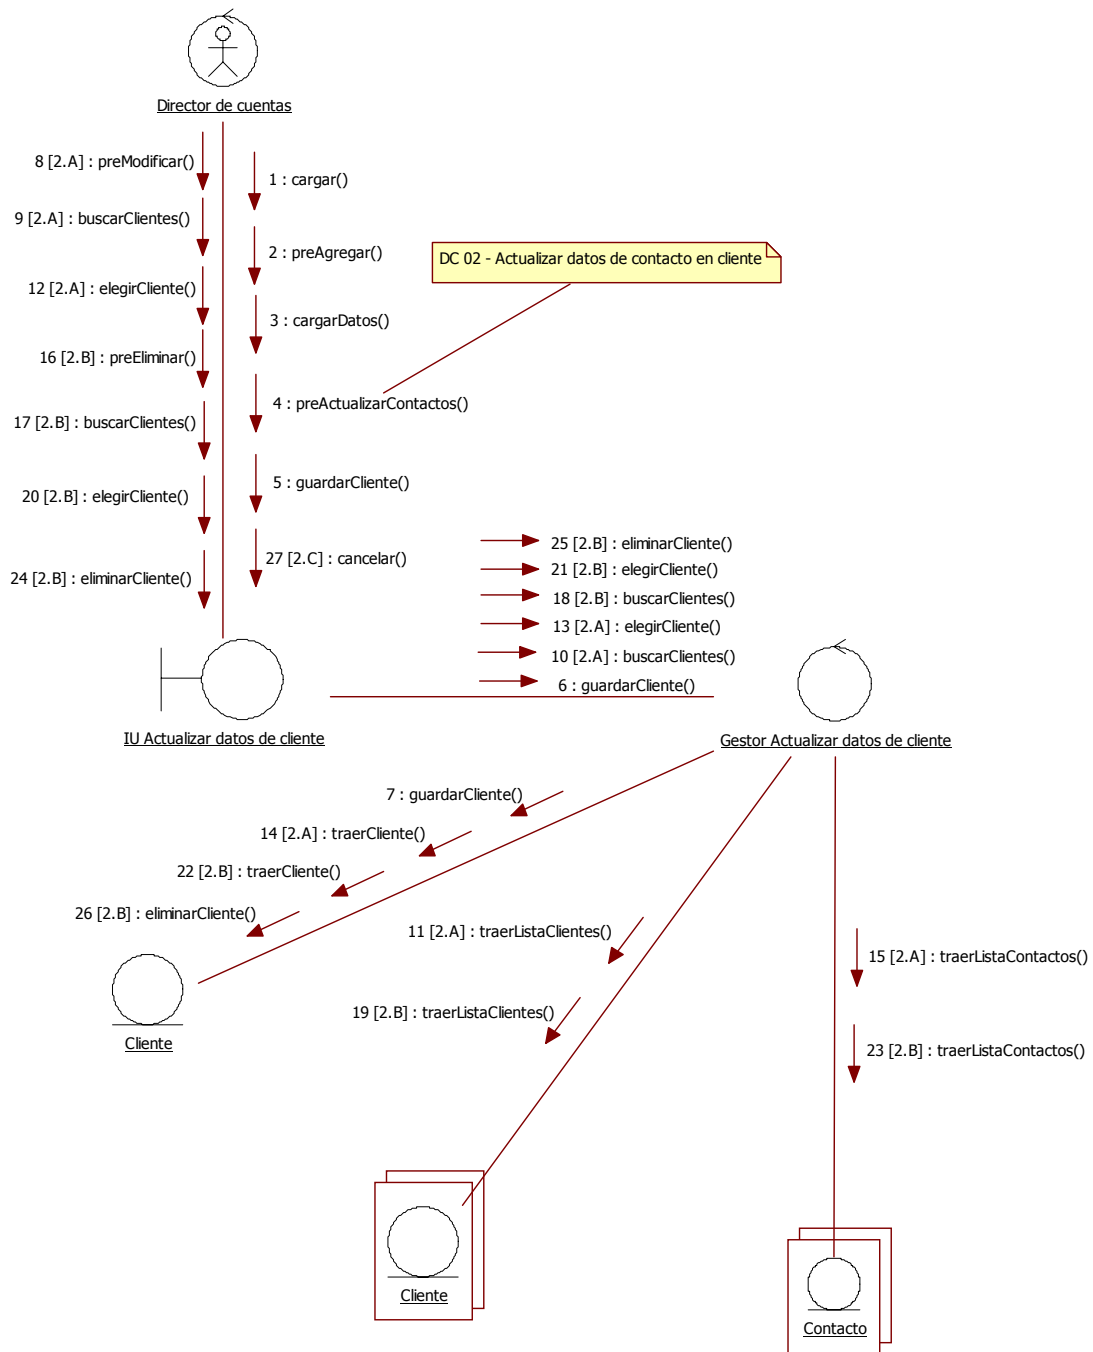 Director de cuentas
8 [2.A] : preModificar()
1 : cargar()
9 [2.A] : buscarClientes()
2 : preAgregar()
DC 02 - Actualizar datos de contacto en cliente
12 [2.A] : elegirCliente()
3 : cargarDatos()
16 [2.B] : preEliminar()
4 : preActualizarContactos()
17 [2.B] : buscarClientes()
5 : guardarCliente()
20 [2.B] : elegirCliente()
25 [2.B] : eliminarCliente()
27 [2.C] : cancelar()
21 [2.B] : elegirCliente()
24 [2.B] : eliminarCliente()
18 [2.B] : buscarClientes()
13 [2.A] : elegirCliente()
10 [2.A] : buscarClientes()
6 : guardarCliente()
IU Actualizar datos de cliente
Gestor Actualizar datos de cliente
7 : guardarCliente()
14 [2.A] : traerCliente()
22 [2.B] : traerCliente()
26 [2.B] : eliminarCliente()
11 [2.A] : traerListaClientes()
15 [2.A] : traerListaContactos()
19 [2.B] : traerListaClientes()
Cliente
23 [2.B] : traerListaContactos()
Cliente
Contacto